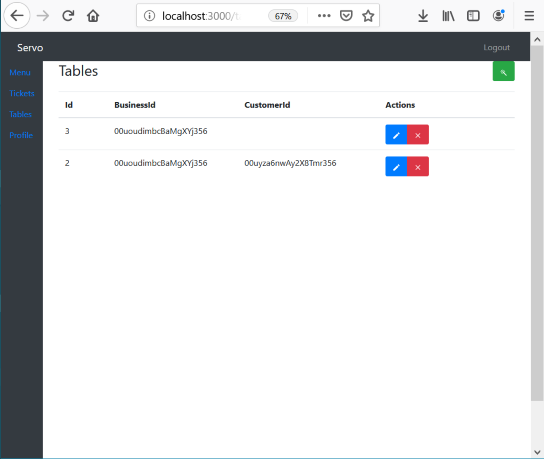 localhost:3000/
67%
Servo
Logout
Menu
Tickets
Tables
Profile
Tables
Id BusinessId CustomerId Actions
3 00uoudimbcBaMgXYj356
2 00uoudimbcBaMgXYj356 00uyza6nwAy2X8Tmr356